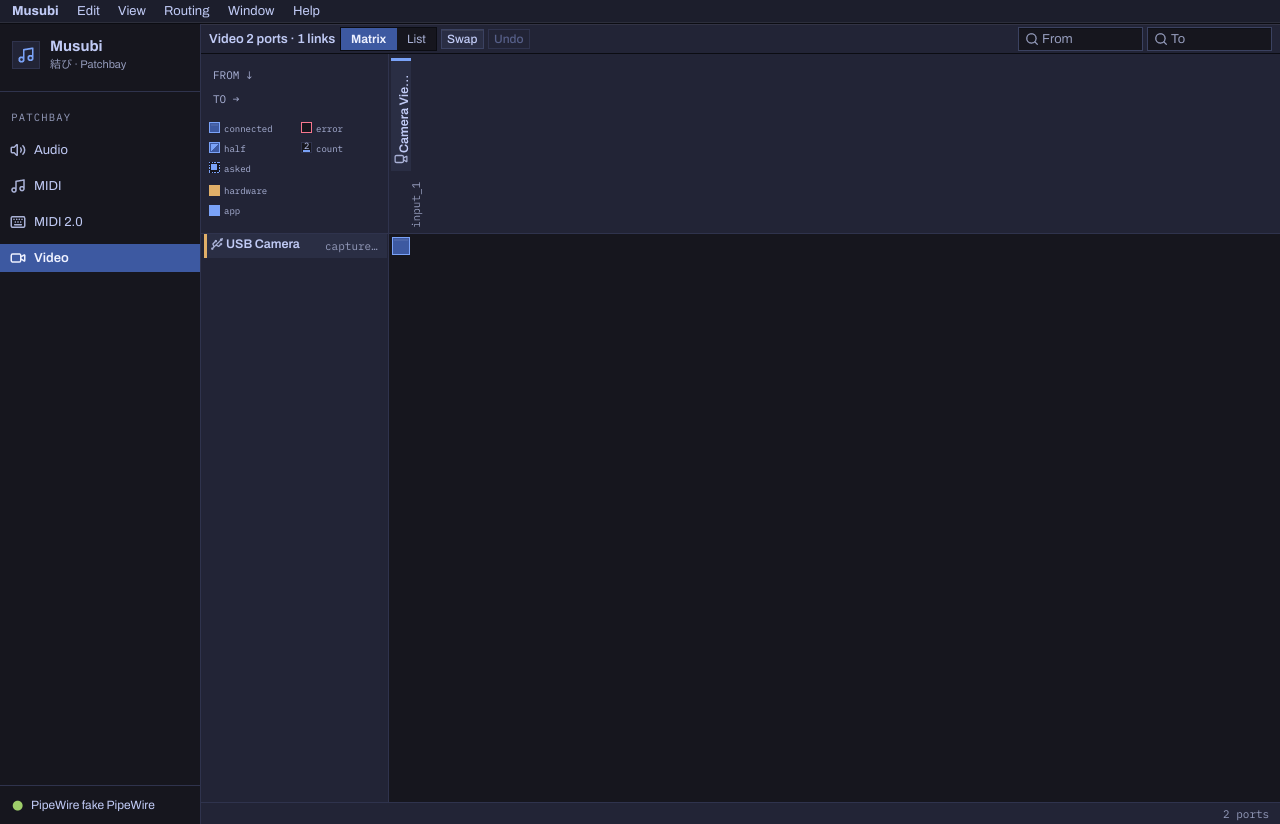 Musubi Edit View Routing Window Help
Musubi
結び · Patchbay
PATCHBAY
Audio
MIDI
MIDI 2.0
Video
PipeWire fake PipeWire
Video 2 ports · 1 links Matrix List Swap Undo From To
FROM ↓
TO →
connected error
half 2 count
asked
hardware
app
Camera Vie…
input_1
USB Camera capture…
2 ports